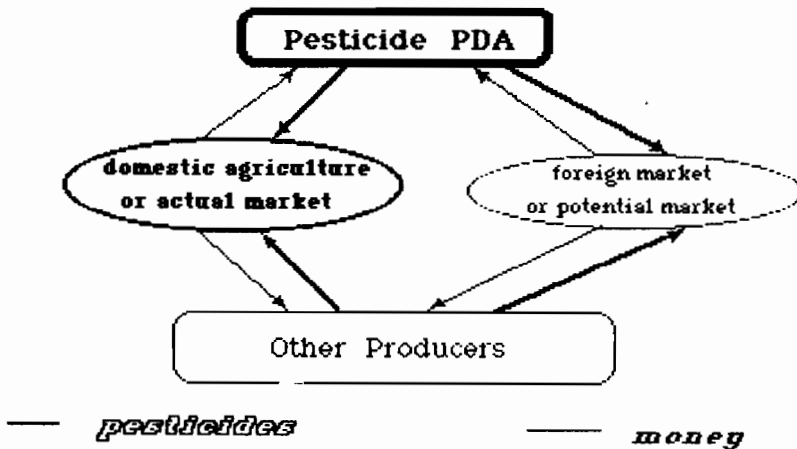 Pesticide PDA
domestic agriculture
or actual market
foreign market
or potential market
Other Producers
pesticides
money